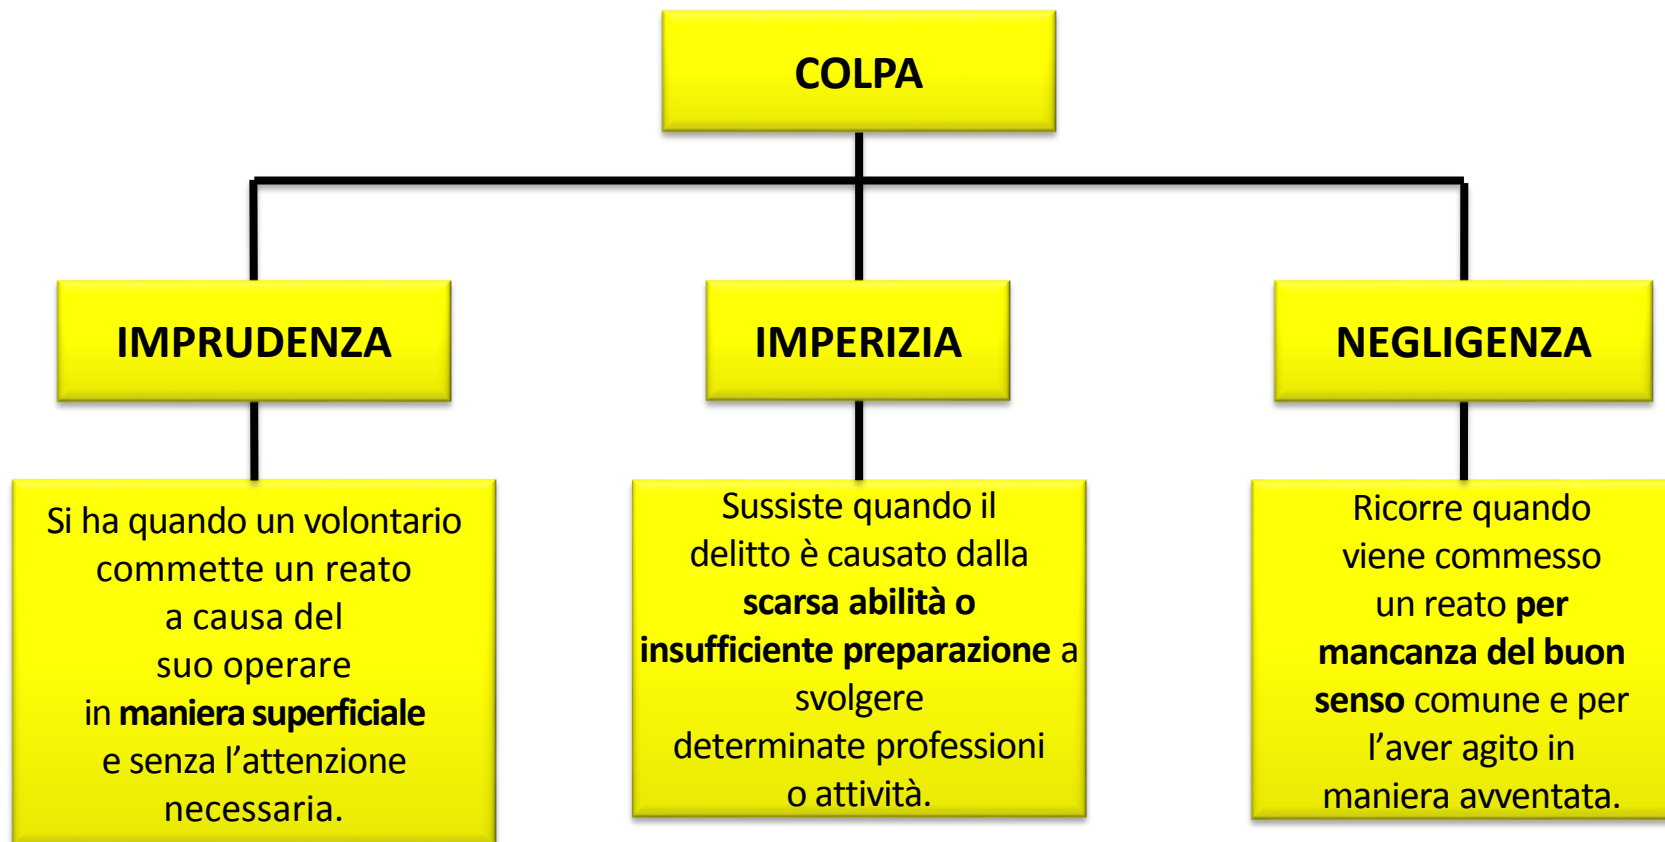 COLPA
IMPRUDENZA
IMPERIZIA
NEGLIGENZA
Si ha quando un volontario
commette un reato
a causa del
suo operare
in maniera superficiale
e senza l’attenzione
necessaria.
Sussiste quando il
delitto è causato dalla
scarsa abilità o
insufficiente preparazione a
svolgere
determinate professioni
o attività.
Ricorre quando
viene commesso
un reato per
mancanza del buon
senso comune e per
l’aver agito in
maniera avventata.